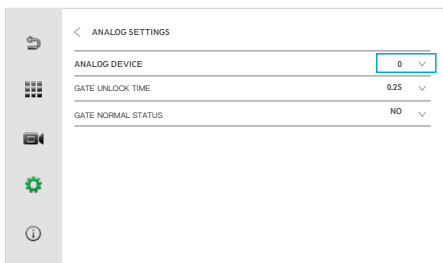 ANALOG SETTINGS
ANALOG DEVICE 0
GATE UNLOCK TIME 0.2S
GATE NORMAL STATUS NO